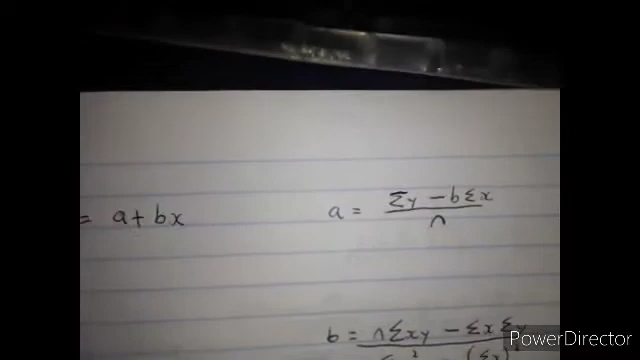 = a + bx
a = Σy - bΣx / n
b = nΣxy - Σx Σy
PowerDirector